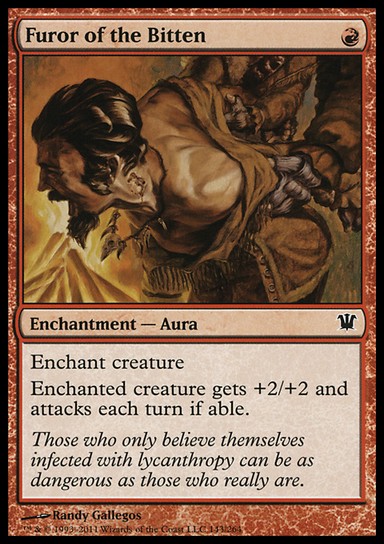 Furor of the Bitten
Enchantment — Aura
Enchant creature
Enchanted creature gets +2/+2 and
attacks each turn if able.
Those who only believe themselves
infected with lycanthropy can be as
dangerous as those who really are.
Randy Gallegos
™ & © 1993–2011 Wizards of the Coast LLC 143/264